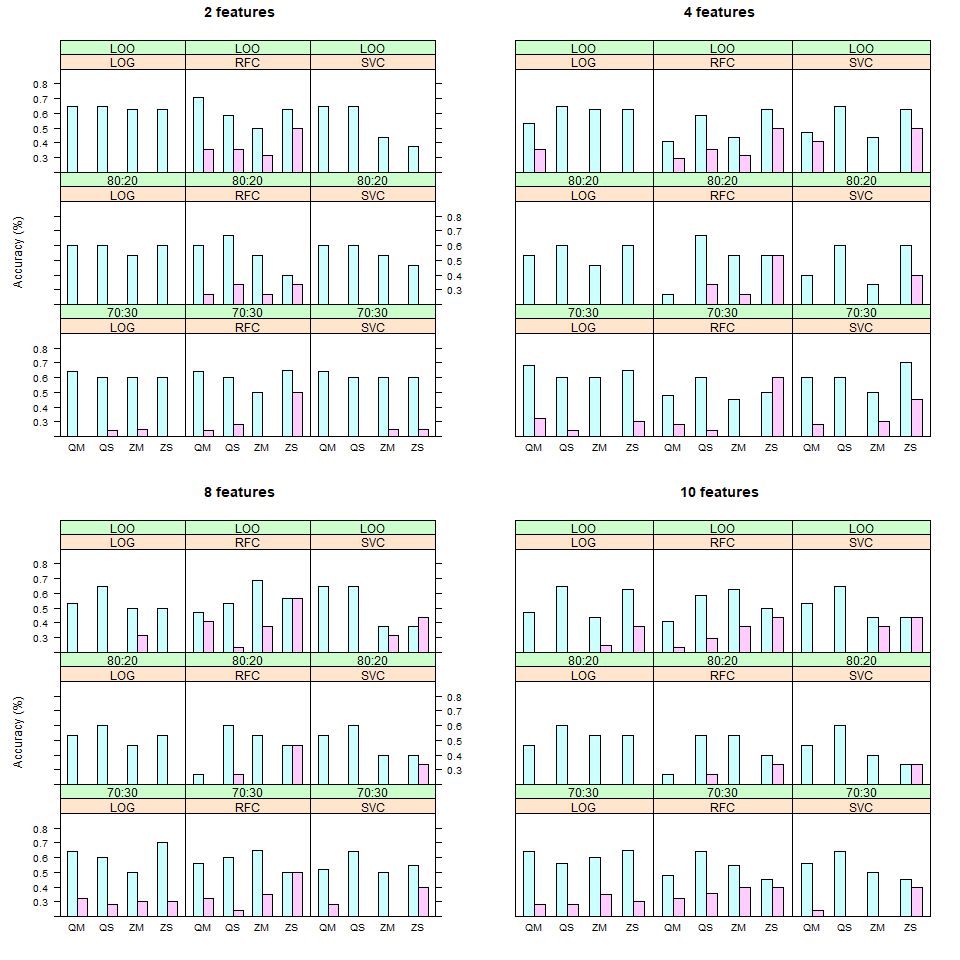 2 features
4 features
LOO LOO LOO
LOG RFC SVC
0.8
0.7
0.6
0.5
0.4
0.3
80:20 80:20 80:20
LOG RFC SVC
0.8
0.7
0.6
0.5
0.4
0.3
70:30 70:30 70:30
LOG RFC SVC
0.8
0.7
0.6
0.5
0.4
0.3
QM QS ZM ZS QM QS ZM ZS QM QS ZM ZS
Accuracy (%)
LOO LOO LOO
LOG RFC SVC
80:20 80:20 80:20
LOG RFC SVC
70:30 70:30 70:30
LOG RFC SVC
QM QS ZM ZS QM QS ZM ZS QM QS ZM ZS
8 features
10 features
LOO LOO LOO
LOG RFC SVC
0.8
0.7
0.6
0.5
0.4
0.3
80:20 80:20 80:20
LOG RFC SVC
0.8
0.7
0.6
0.5
0.4
0.3
70:30 70:30 70:30
LOG RFC SVC
0.8
0.7
0.6
0.5
0.4
0.3
QM QS ZM ZS QM QS ZM ZS QM QS ZM ZS
Accuracy (%)
LOO LOO LOO
LOG RFC SVC
80:20 80:20 80:20
LOG RFC SVC
70:30 70:30 70:30
LOG RFC SVC
QM QS ZM ZS QM QS ZM ZS QM QS ZM ZS